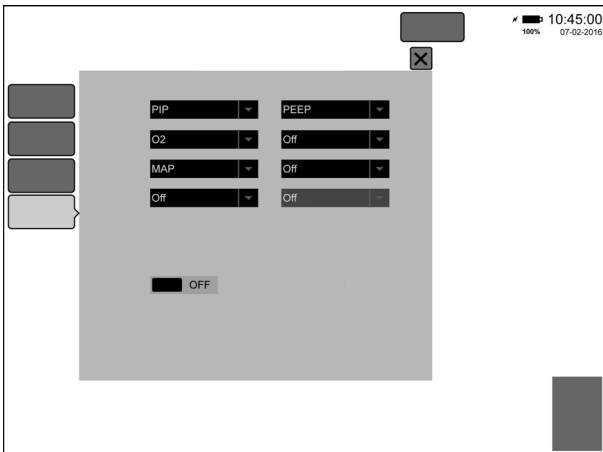 10:45:00
100% 07-02-2016
PIP PEEP
O2 Off
MAP Off
Off Off
OFF